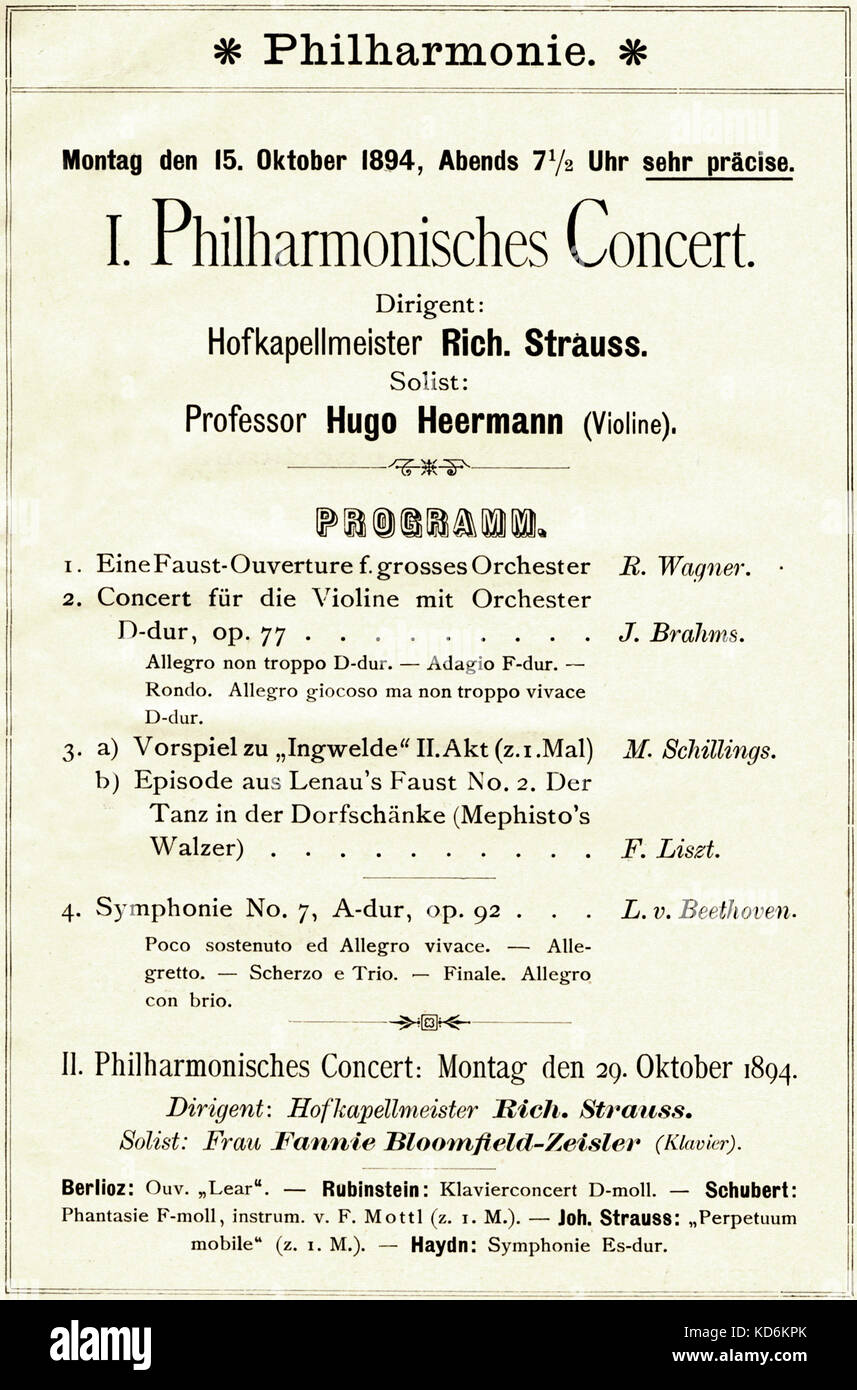 * Philharmonie. *
Montag den 15. Oktober 1894, Abends 7½ Uhr sehr präcise.
I. Philharmonisches Concert.
Dirigent:
Hofkapellmeister Rich. Strauss.
Solist:
Professor Hugo Heermann (Violine).
PROGRAMM.
1. Eine Faust-Ouverture f. grosses Orchester R. Wagner.
2. Concert für die Violine mit Orchester
D-dur, op. 77 . . . . . . . . . . J. Brahms.
Allegro non troppo D-dur. — Adagio F-dur. —
Rondo. Allegro giocoso ma non troppo vivace
D-dur.
3. a) Vorspiel zu „Ingwelde“ II. Akt (z. 1. Mal) M. Schillings.
b) Episode aus Lenau's Faust No. 2. Der
Tanz in der Dorfschänke (Mephisto's
Walzer) . . . . . . . . . . . F. Liszt.
4. Symphonie No. 7, A-dur, op. 92 . . . L. v. Beethoven.
Poco sostenuto ed Allegro vivace. — Alle-
gretto. — Scherzo e Trio. — Finale. Allegro
con brio.
II. Philharmonisches Concert: Montag den 29. Oktober 1894.
Dirigent: Hofkapellmeister Rich. Strauss.
Solist: Frau Fannie Bloomfield-Zeisler (Klavier).
Berlioz: Ouv. „Lear“. — Rubinstein: Klavierconcert D-moll. — Schubert:
Phantasie F-moll, instrum. v. F. Mottl (z. 1. M.). — Joh. Strauss: „Perpetuum
mobile“ (z. 1. M.). — Haydn: Symphonie Es-dur.
alamy
Image ID: KD6KPK
www.alamy.com